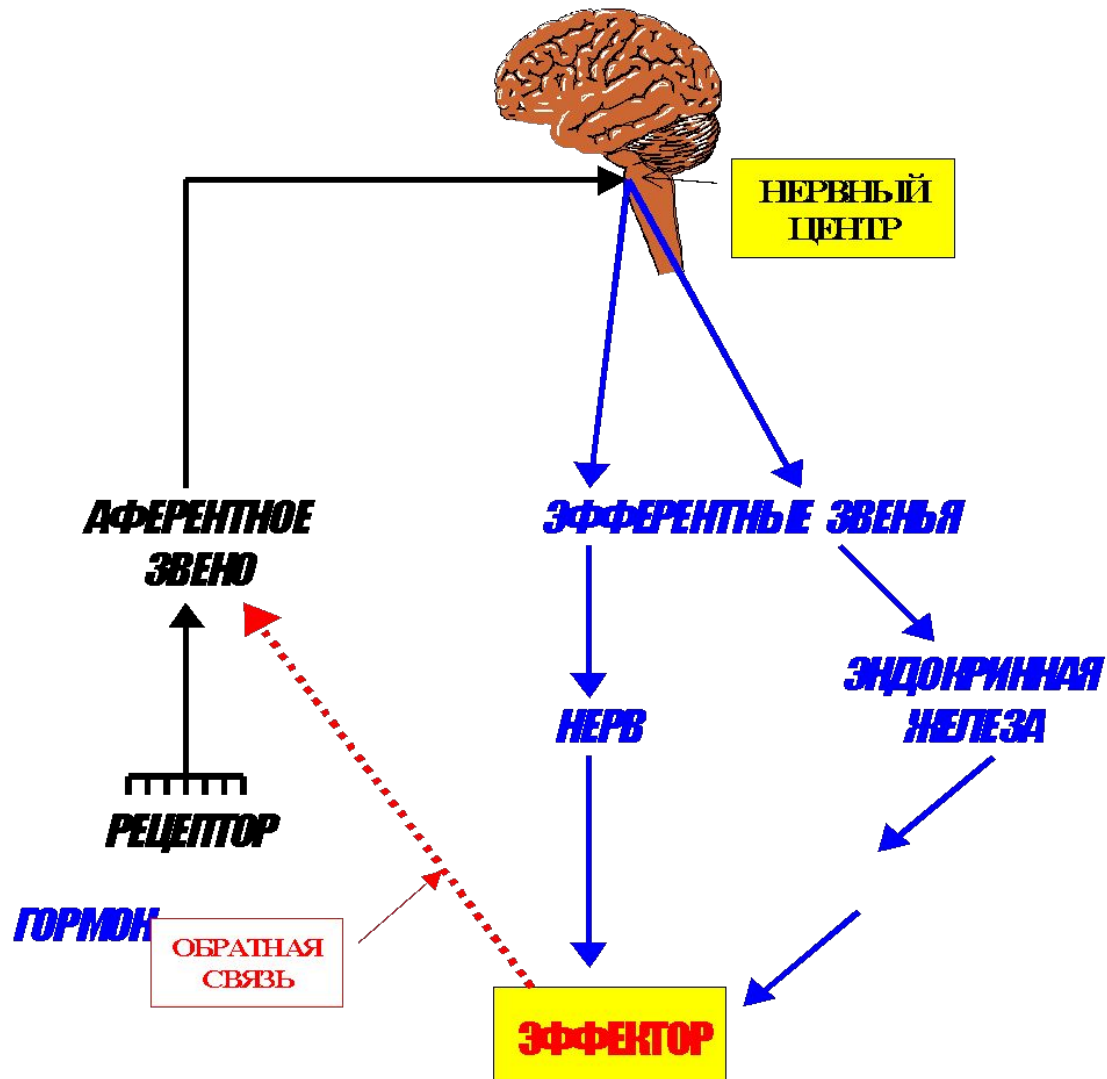 НЕРВНЫЙ
ЦЕНТР
АФЕРЕНТНОЕ
ЗВЕНО
ЭФФЕРЕНТНЫЕ ЗВЕНЬЯ
ЭНДОКРИННАЯ
ЖЕЛЕЗА
НЕРВ
РЕЦЕПТОР
ГОРМОН
ОБРАТНАЯ
СВЯЗЬ
ЭФФЕКТОР